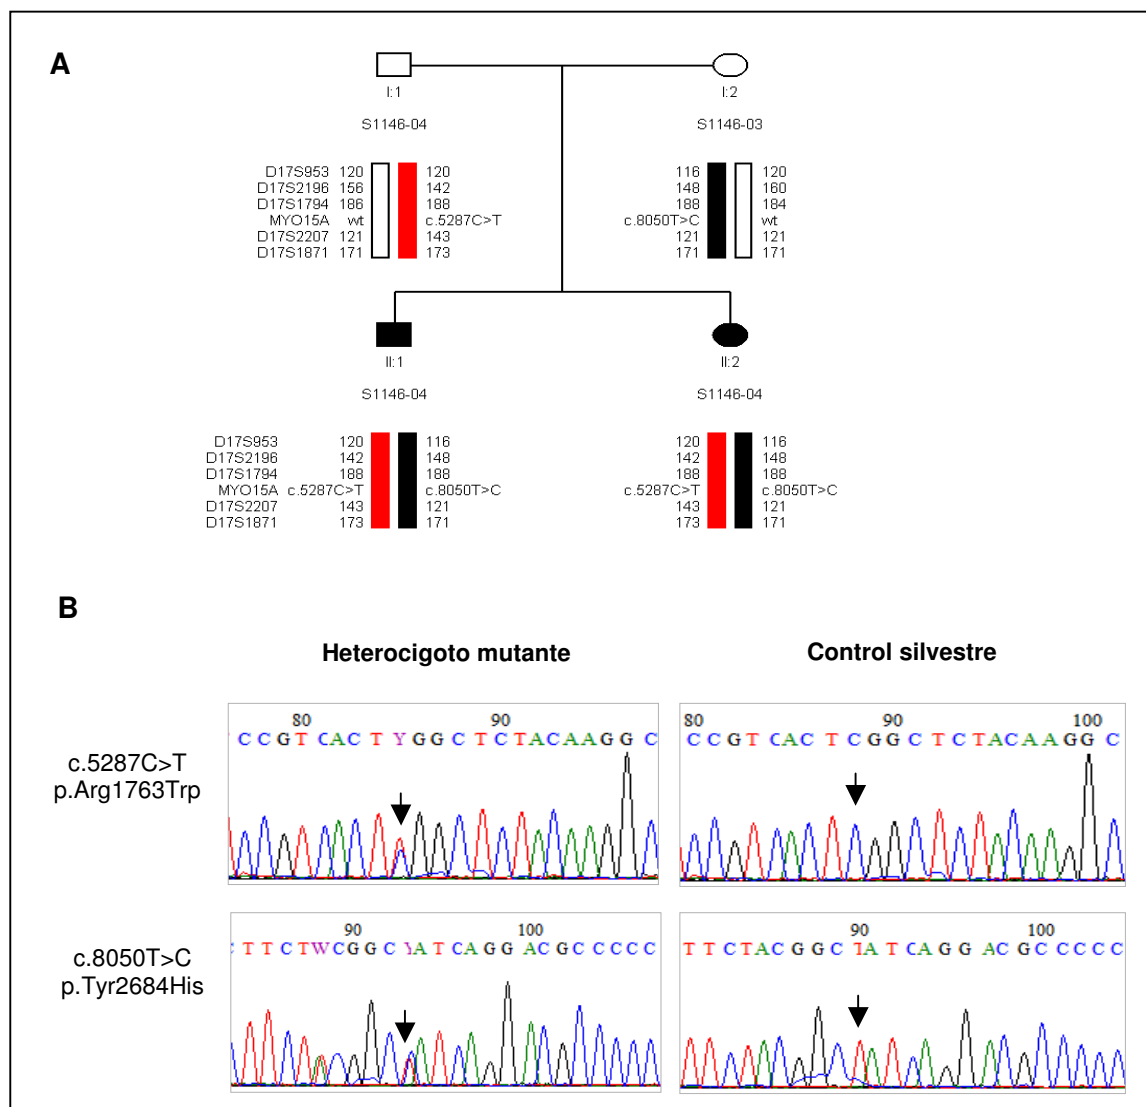 A
I:1
I:2
S1146-04
S1146-03
D17S953 120 120 116 120
D17S2196 156 142 148 160
D17S1794 186 188 188 184
MYO15A wt c.5287C>T c.8050T>C wt
D17S2207 121 143 121 121
D17S1871 171 173 171 171
II:1
II:2
S1146-04
S1146-04
D17S953 120 116 120 116
D17S2196 142 148 142 148
D17S1794 188 188 188 188
MYO15A c.5287C>T c.8050T>C c.5287C>T c.8050T>C
D17S2207 143 121 143 121
D17S1871 173 171 173 171
B
Heterocigoto mutante
Control silvestre
c.5287C>T
p.Arg1763Trp
80 90
C C G T C A C T Y G G C T C T A C A A G G C
80 90 100
C C G T C A C T C G G C T C T A C A A G G C
c.8050T>C
p.Tyr2684His
90 100
T T C T W C G G C Y A T C A G G A C G C C C C C
90 100
T T C T A C G G C T A T C A G G A C G C C C C C